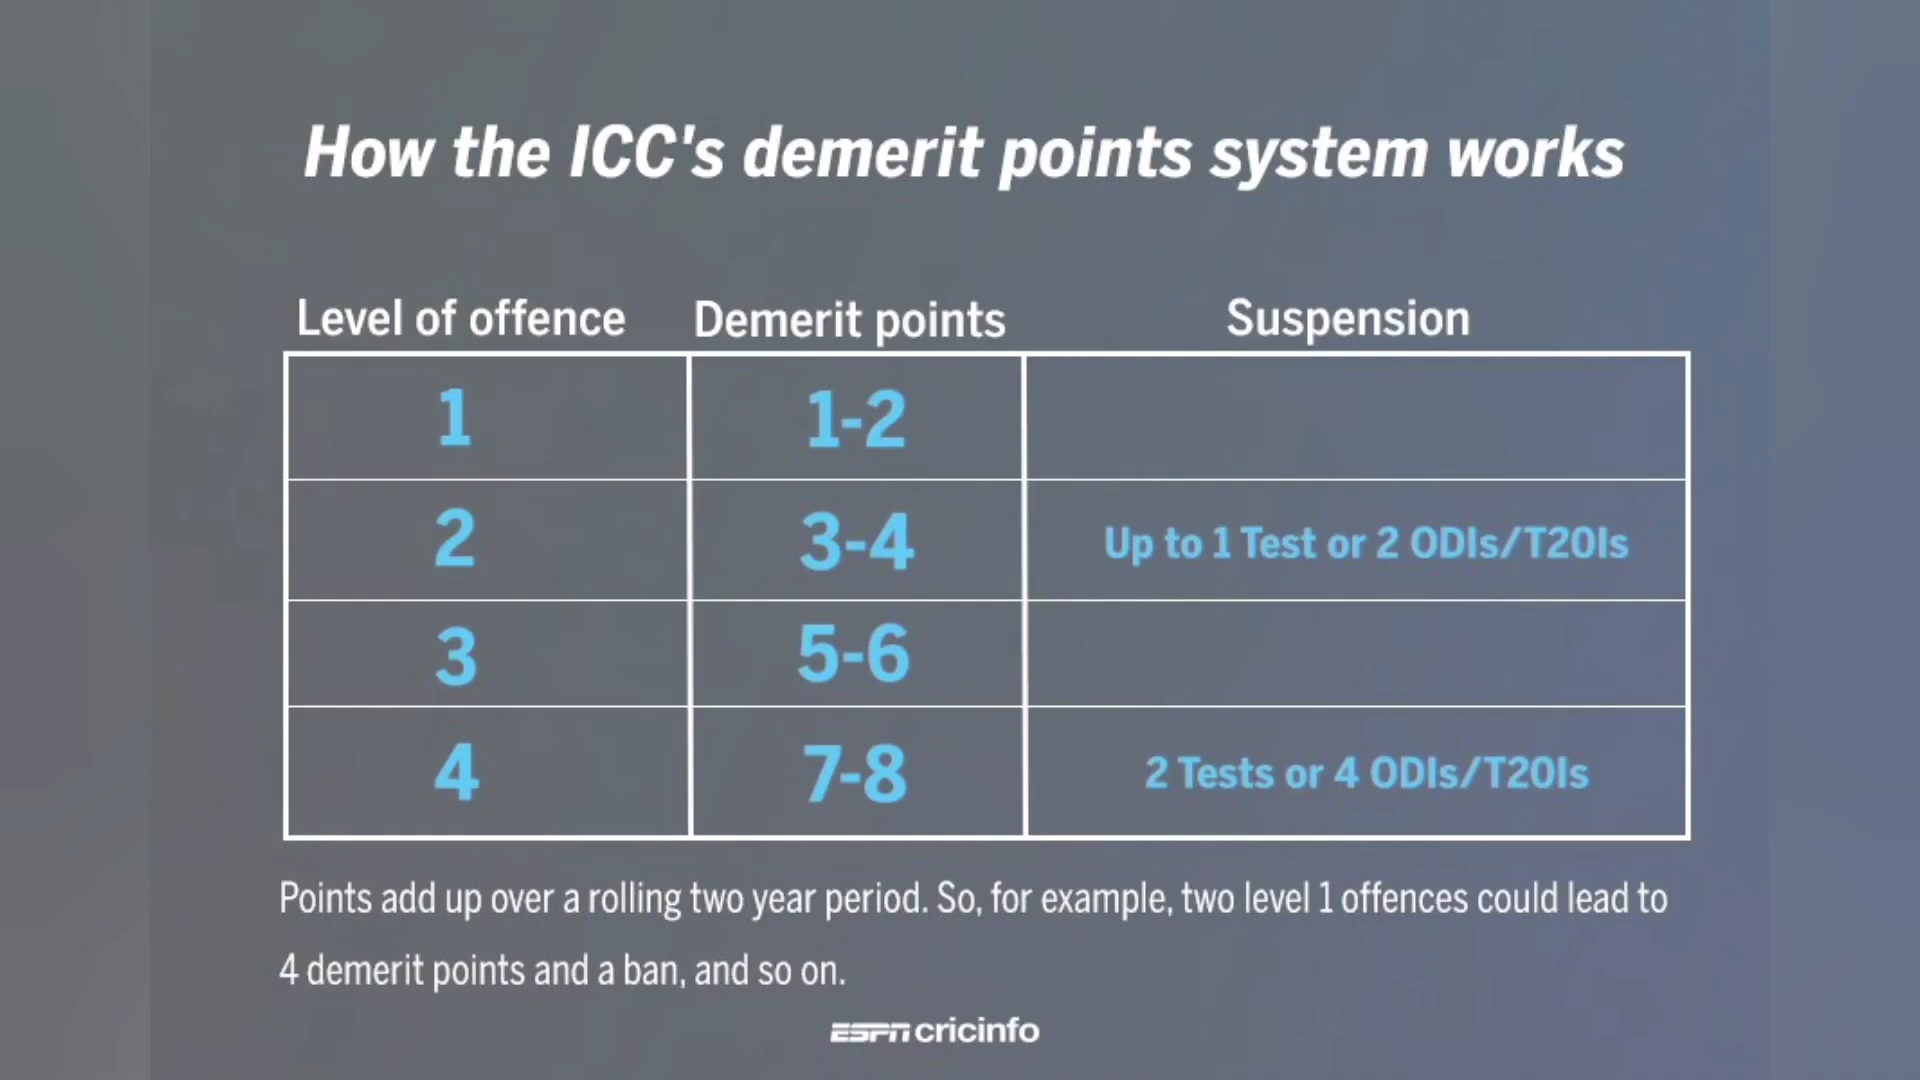 How the ICC's demerit points system works
Level of offence Demerit points Suspension
1 1-2
2 3-4 Up to 1 Test or 2 ODIs/T20Is
3 5-6
4 7-8 2 Tests or 4 ODIs/T20Is
Points add up over a rolling two year period. So, for example, two level 1 offences could lead to
4 demerit points and a ban, and so on.
ESPN cricinfo